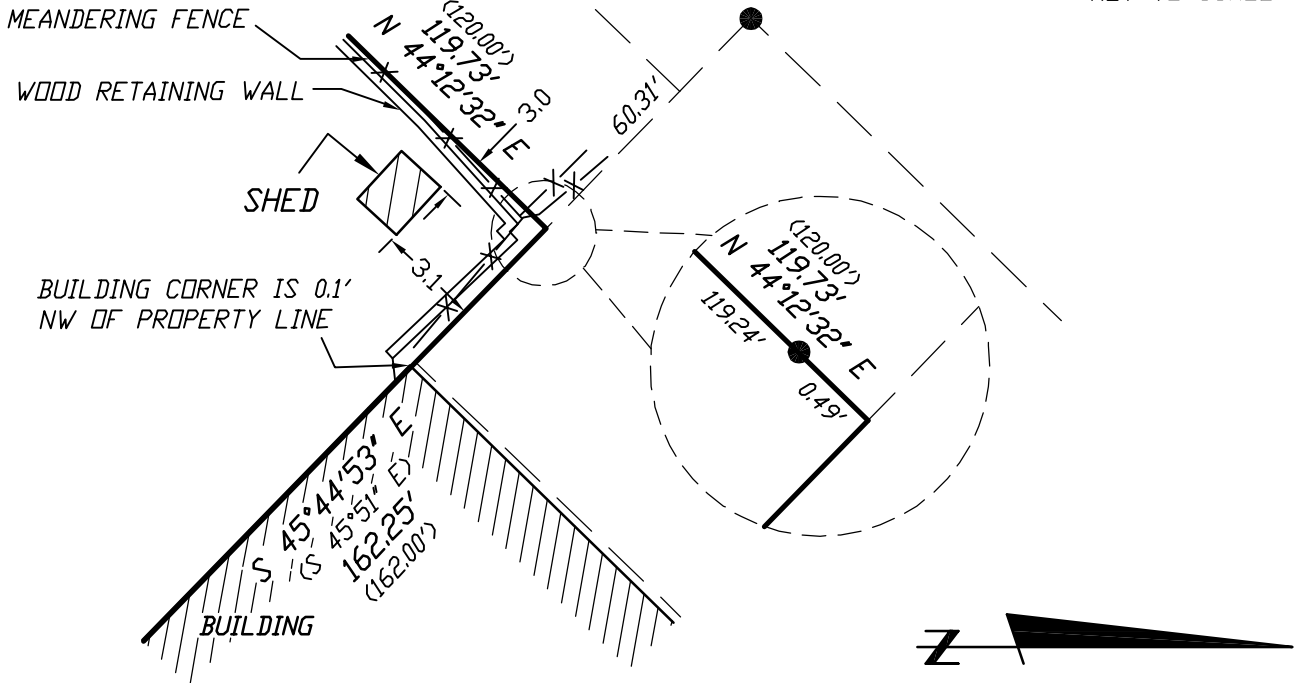 MEANDERING FENCE
WOOD RETAINING WALL
SHED
BUILDING CORNER IS 0.1'
NW OF PROPERTY LINE
(120.00')
119.73'
N 44°12'32" E
3.0
60.31'
3.1
(120.00')
119.73'
N 44°12'32" E
119.24'
0.49'
S 45°44'53" E
(S 45°51" E)
162.25'
(162.00')
BUILDING
N